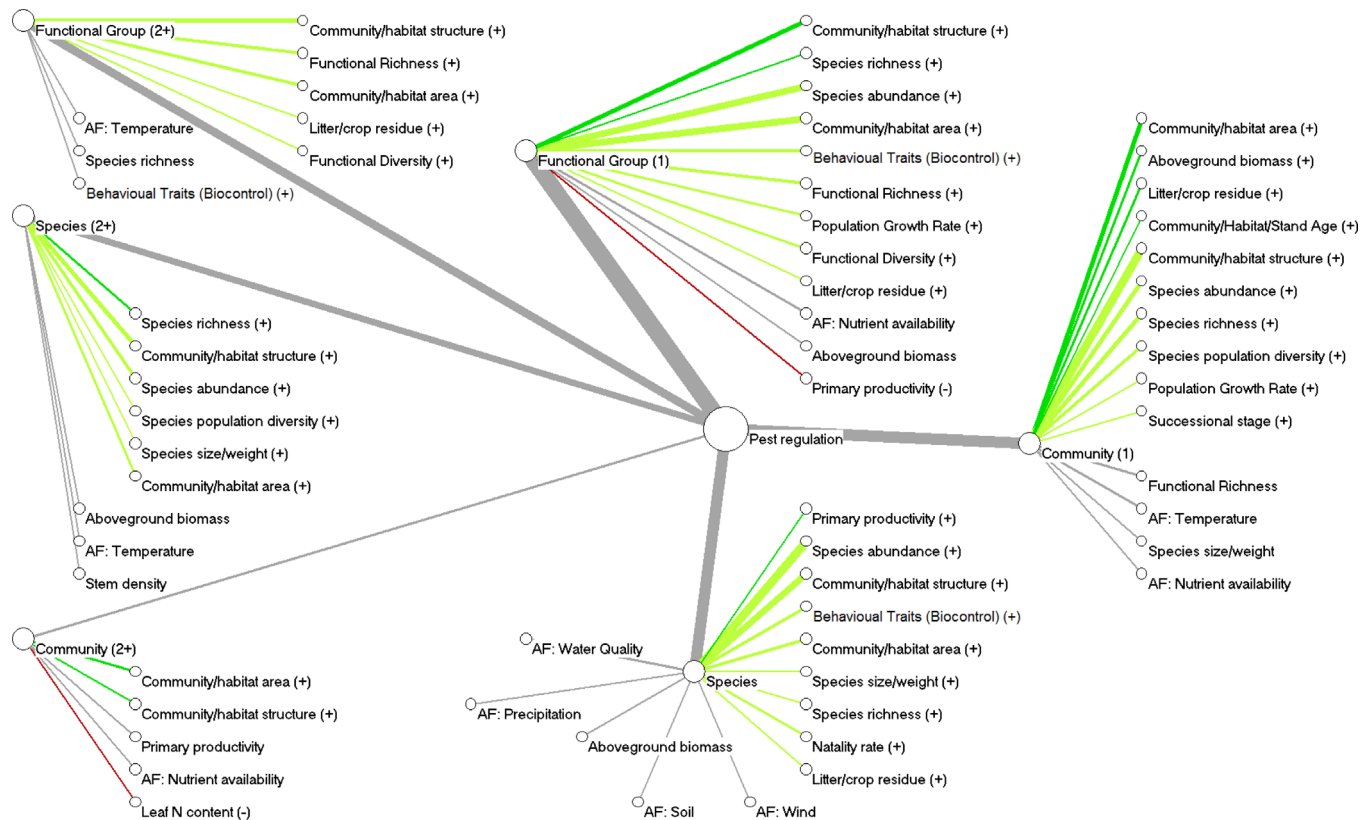 Functional Group (2+)
Community/habitat structure (+)
Functional Richness (+)
Community/habitat area (+)
Litter/crop residue (+)
Functional Diversity (+)
AF: Temperature
Species richness
Behavioual Traits (Biocontrol) (+)
Species (2+)
Species richness (+)
Community/habitat structure (+)
Species abundance (+)
Species population diversity (+)
Species size/weight (+)
Community/habitat area (+)
Aboveground biomass
AF: Temperature
Stem density
Community (2+)
Community/habitat area (+)
Community/habitat structure (+)
Primary productivity
AF: Nutrient availability
Leaf N content (-)
Functional Group (1)
Community/habitat structure (+)
Species richness (+)
Species abundance (+)
Community/habitat area (+)
Behavioual Traits (Biocontrol) (+)
Functional Richness (+)
Population Growth Rate (+)
Functional Diversity (+)
Litter/crop residue (+)
AF: Nutrient availability
Aboveground biomass
Primary productivity (-)
Pest regulation
Species
Primary productivity (+)
Species abundance (+)
Community/habitat structure (+)
Behavioual Traits (Biocontrol) (+)
Community/habitat area (+)
Species size/weight (+)
Species richness (+)
Natality rate (+)
Litter/crop residue (+)
AF: Water Quality
AF: Precipitation
Aboveground biomass
AF: Soil
AF: Wind
Community (1)
Community/habitat area (+)
Aboveground biomass (+)
Litter/crop residue (+)
Community/Habitat/Stand Age (+)
Community/habitat structure (+)
Species abundance (+)
Species richness (+)
Species population diversity (+)
Population Growth Rate (+)
Successional stage (+)
Functional Richness
AF: Temperature
Species size/weight
AF: Nutrient availability